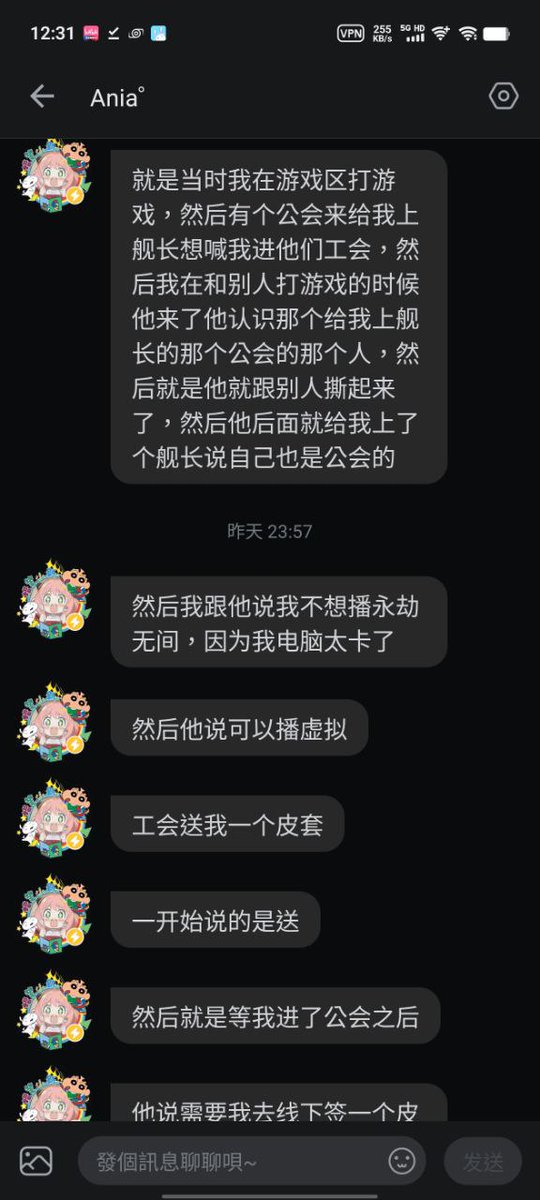 12:31
VPN
255
KB/s
5G HD
Ania°
就是当时我在游戏区打游
戏，然后有个公会来给我上
舰长想喊我进他们工会，然
后我在和别人打游戏的时候
他来了他认识那个给我上舰
长的那个公会的那个人，然
后就是他就跟别人撕起来
了，然后他后面就给我上了
个舰长说自己也是公会的
昨天 23:57
然后我跟他说我不想播永劫
无间，因为我电脑太卡了
然后他说可以播虚拟
工会送我一个皮套
一开始说的是送
然后就是等我进了公会之后
他说需要我去线下签一个皮
發個訊息聊聊唄~
发送